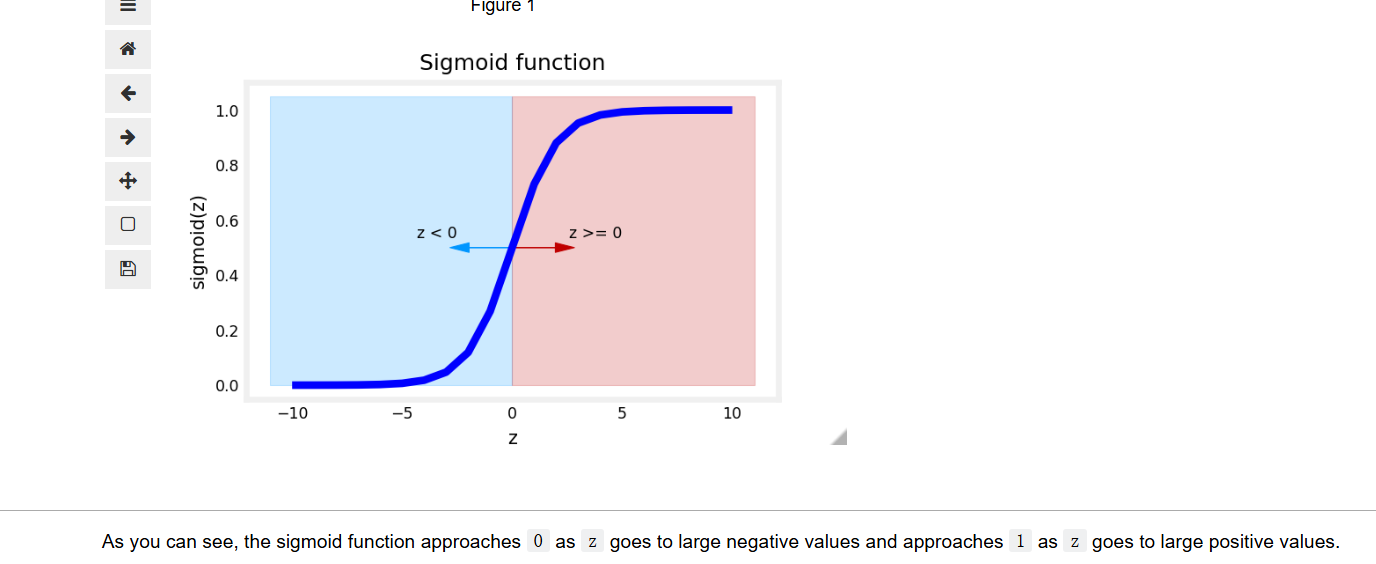 Figure 1
Sigmoid function
1.0
0.8
0.6
0.4
0.2
0.0
sigmoid(z)
z < 0
z >= 0
−10
−5
0
5
10
z
As you can see, the sigmoid function approaches 0 as z goes to large negative values and approaches 1 as z goes to large positive values.